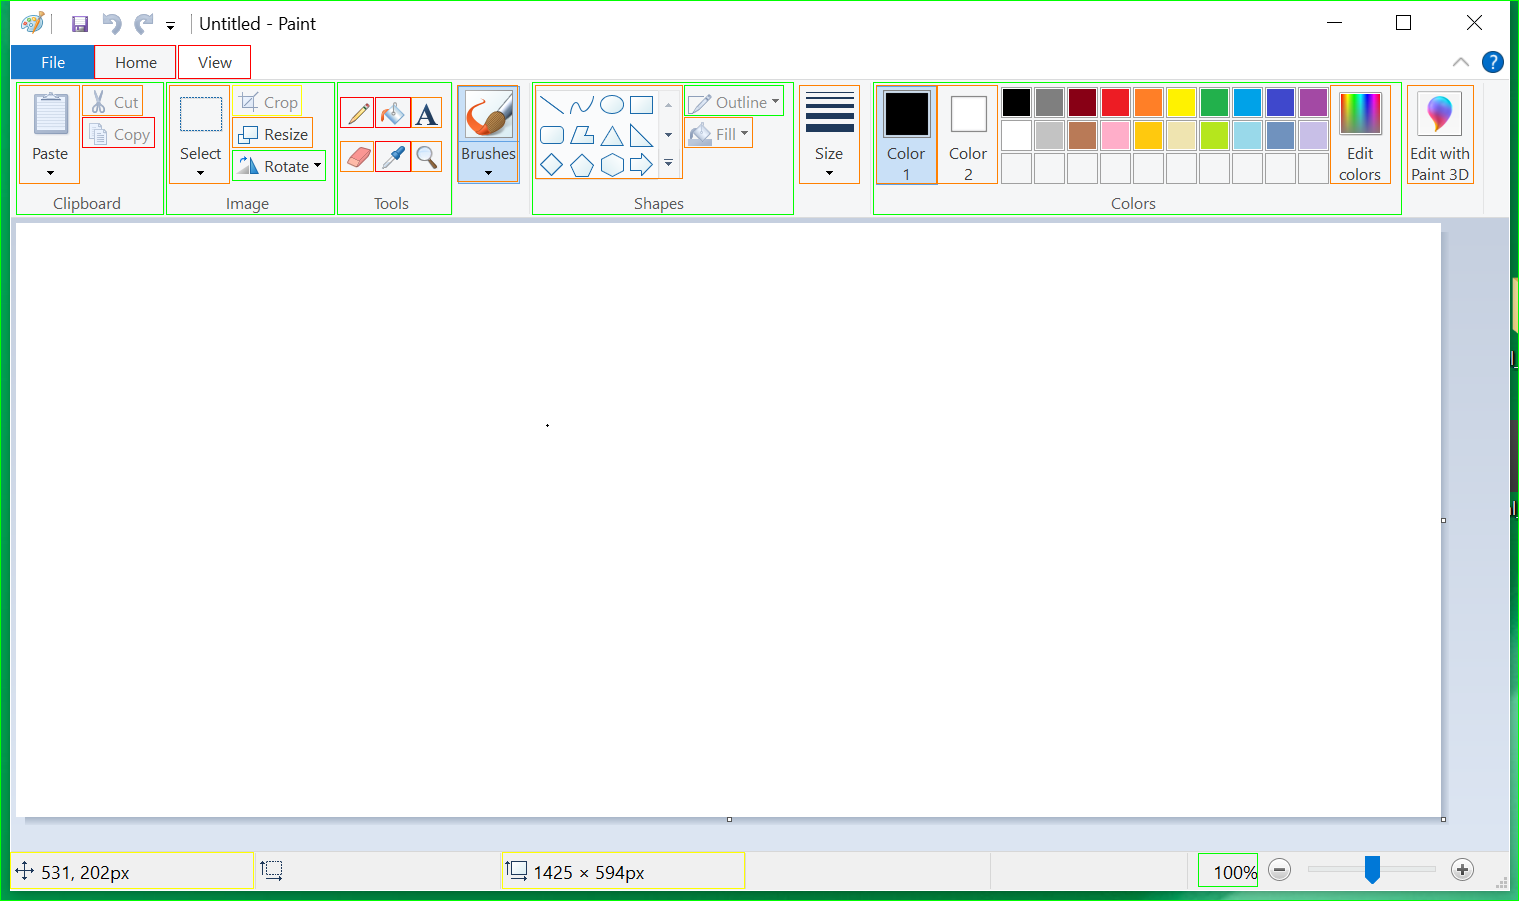 Untitled - Paint
File Home View
Paste Cut Copy
Clipboard
Select Crop Resize Rotate
Image
A
Tools
Brushes
Outline
Fill
Shapes
Size
Color 1
Color 2
Edit colors
Colors
Edit with Paint 3D
531, 202px
1425 × 594px
100%